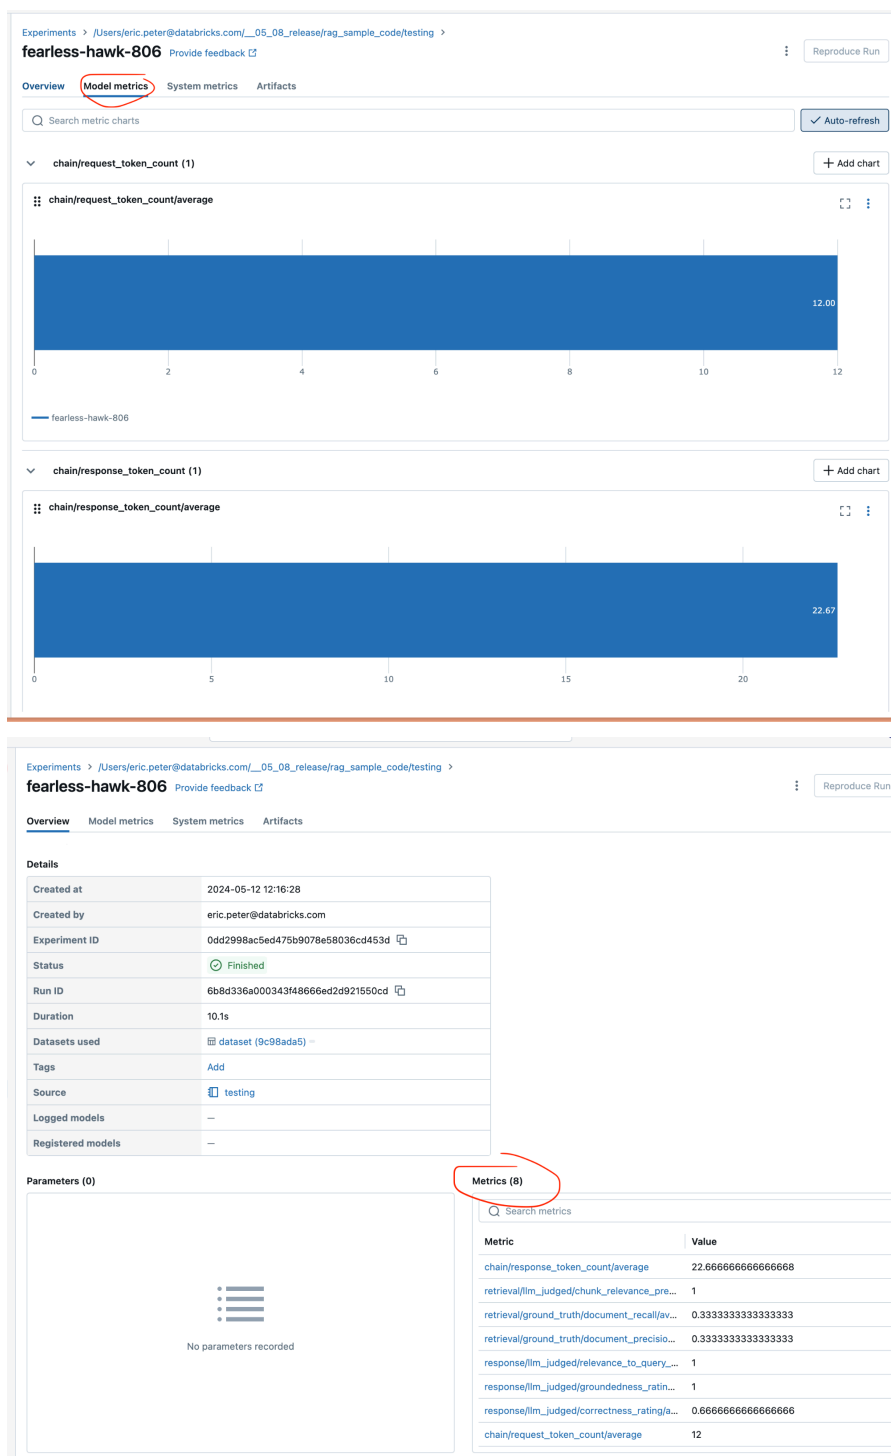 Experiments > /Users/eric.peter@databricks.com/__05_08_release/rag_sample_code/testing >
fearless-hawk-806 Provide feedback
Reproduce Run
Overview Model metrics System metrics Artifacts
Search metric charts
Auto-refresh
chain/request_token_count (1)
+ Add chart
chain/request_token_count/average
12.00
0 2 4 6 8 10 12
fearless-hawk-806
chain/response_token_count (1)
+ Add chart
chain/response_token_count/average
22.67
0 5 10 15 20
Experiments > /Users/eric.peter@databricks.com/__05_08_release/rag_sample_code/testing >
fearless-hawk-806 Provide feedback
Reproduce Run
Overview Model metrics System metrics Artifacts
Details
Created at 2024-05-12 12:16:28
Created by eric.peter@databricks.com
Experiment ID 0dd2998ac5ed475b9078e58036cd453d
Status Finished
Run ID 6b8d336a000343f48666ed2d921550cd
Duration 10.1s
Datasets used dataset (9c98ada5)
Tags Add
Source testing
Logged models —
Registered models —
Parameters (0)
No parameters recorded
Metrics (8)
Search metrics
Metric Value
chain/response_token_count/average 22.666666666666668
retrieval/llm_judged/chunk_relevance_pre... 1
retrieval/ground_truth/document_recall/av... 0.3333333333333333
retrieval/ground_truth/document_precisio... 0.3333333333333333
response/llm_judged/relevance_to_query_... 1
response/llm_judged/groundedness_ratin... 1
response/llm_judged/correctness_rating/a... 0.6666666666666666
chain/request_token_count/average 12